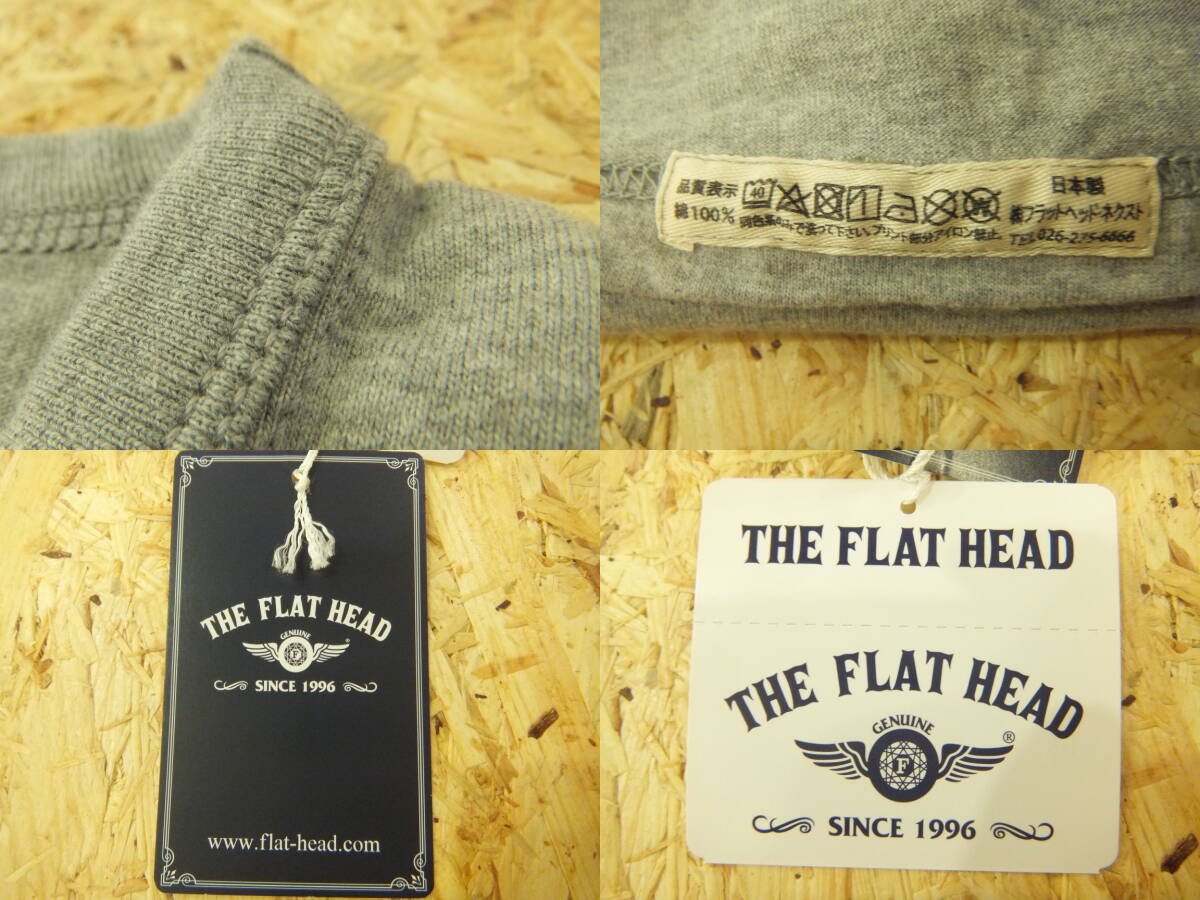 品質表示
綿100%
40
日本製
㈱フラットヘッド・ネクスト
同色系のみで洗って下さい。プリント部分アイロン禁止。
TEL.026-275-6666
THE FLAT HEAD
GENUINE
F
®
SINCE 1996
www.flat-head.com
THE FLAT HEAD
THE FLAT HEAD
GENUINE
®
F
SINCE 1996